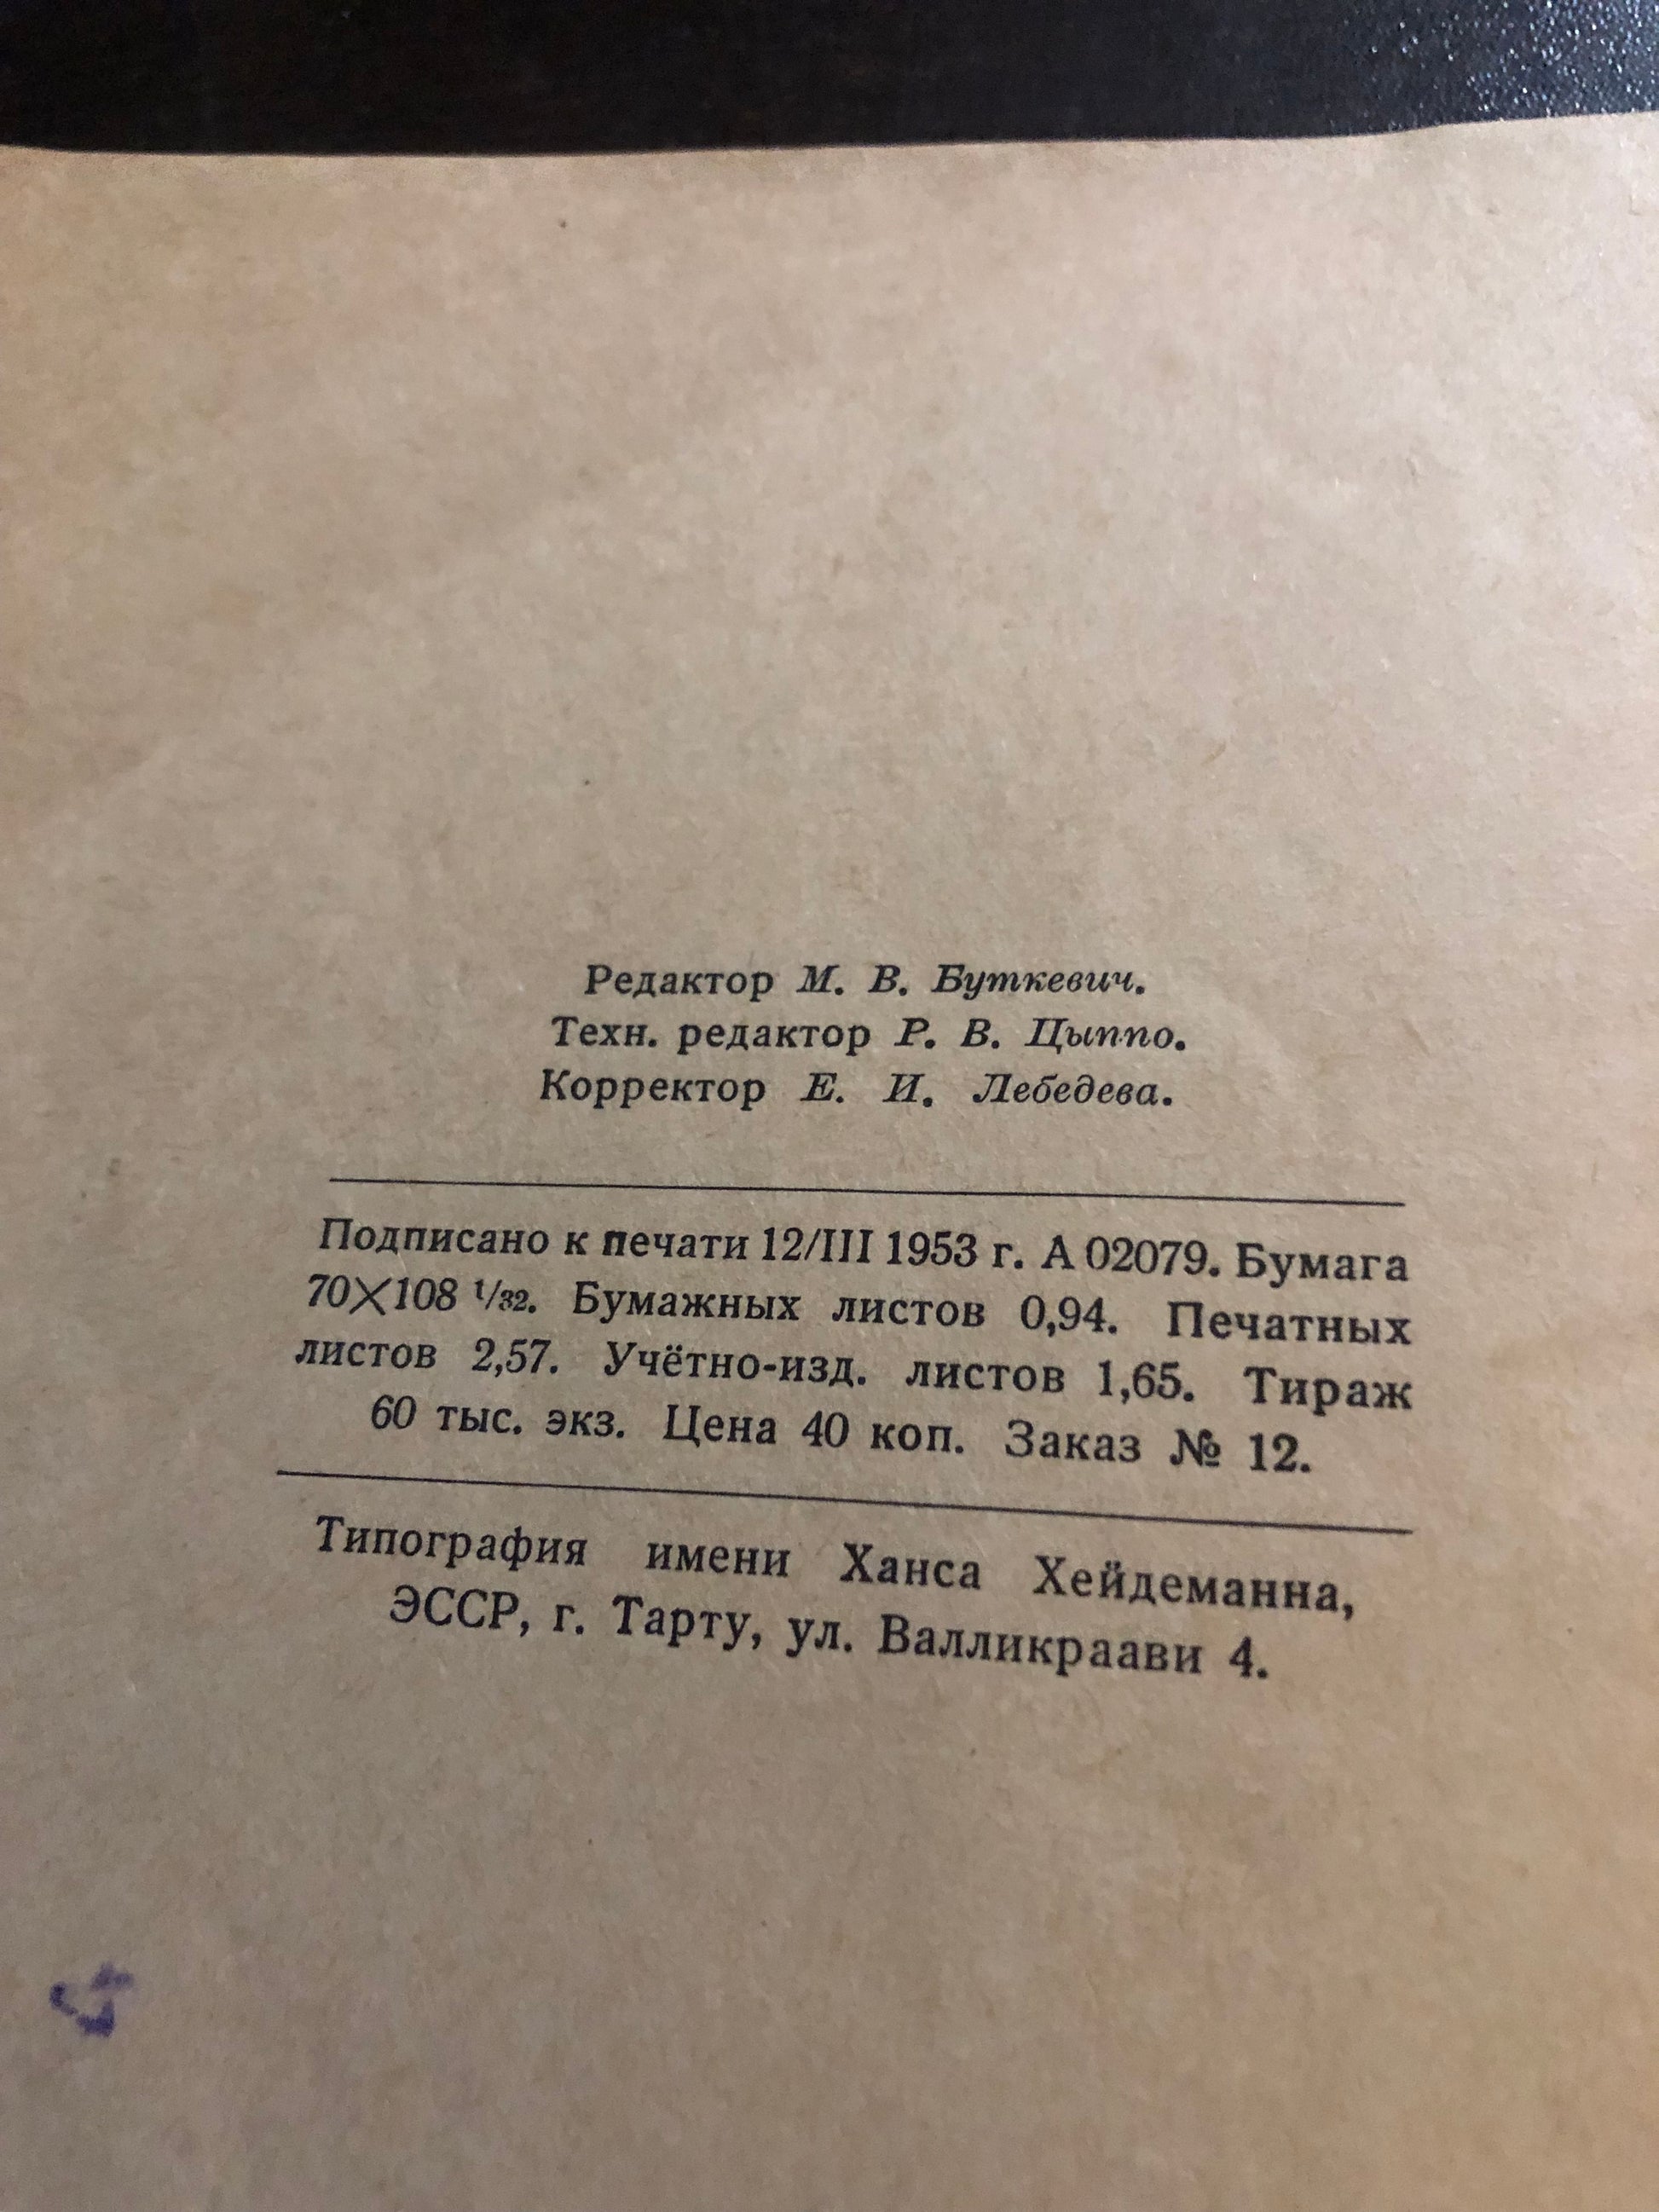 Редактор М. В. Буткевич.
Техн. редактор Р. В. Цыппо.
Корректор Е. И. Лебедева.
Подписано к печати 12/III 1953 г. А 02079. Бумага
70×108 1/32. Бумажных листов 0,94. Печатных
листов 2,57. Учётно-изд. листов 1,65. Тираж
60 тыс. экз. Цена 40 коп. Заказ № 12.
Типография имени Ханса Хейдеманна,
ЭССР, г. Тарту, ул. Валликраави 4.